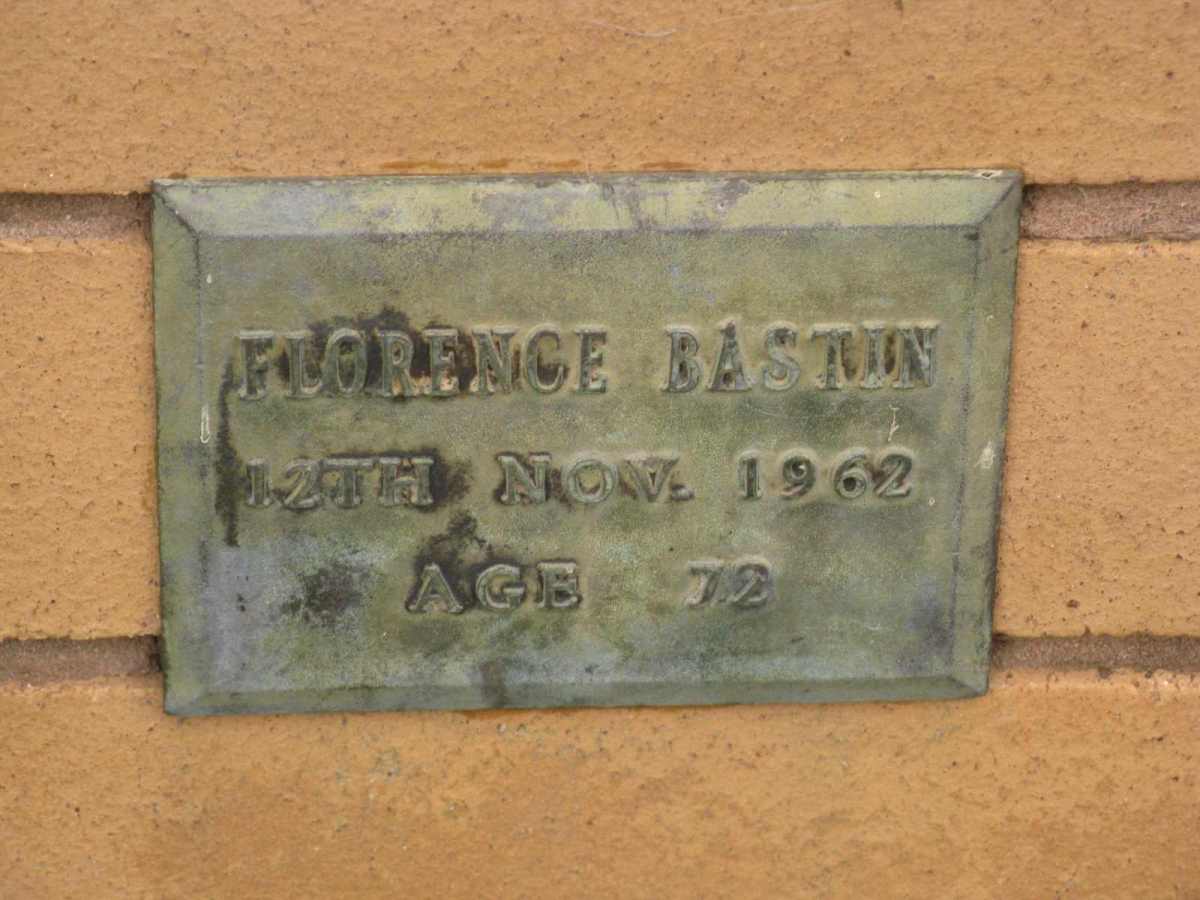 FLORENCE BASTIN
12TH NOV. 1962
AGE 72